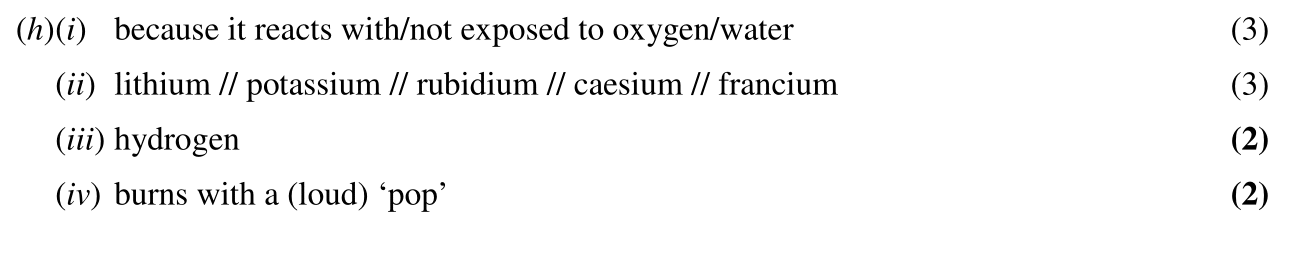 (h)(i) because it reacts with/not exposed to oxygen/water (3)
(ii) lithium // potassium // rubidium // caesium // francium (3)
(iii) hydrogen (2)
(iv) burns with a (loud) ‘pop’ (2)